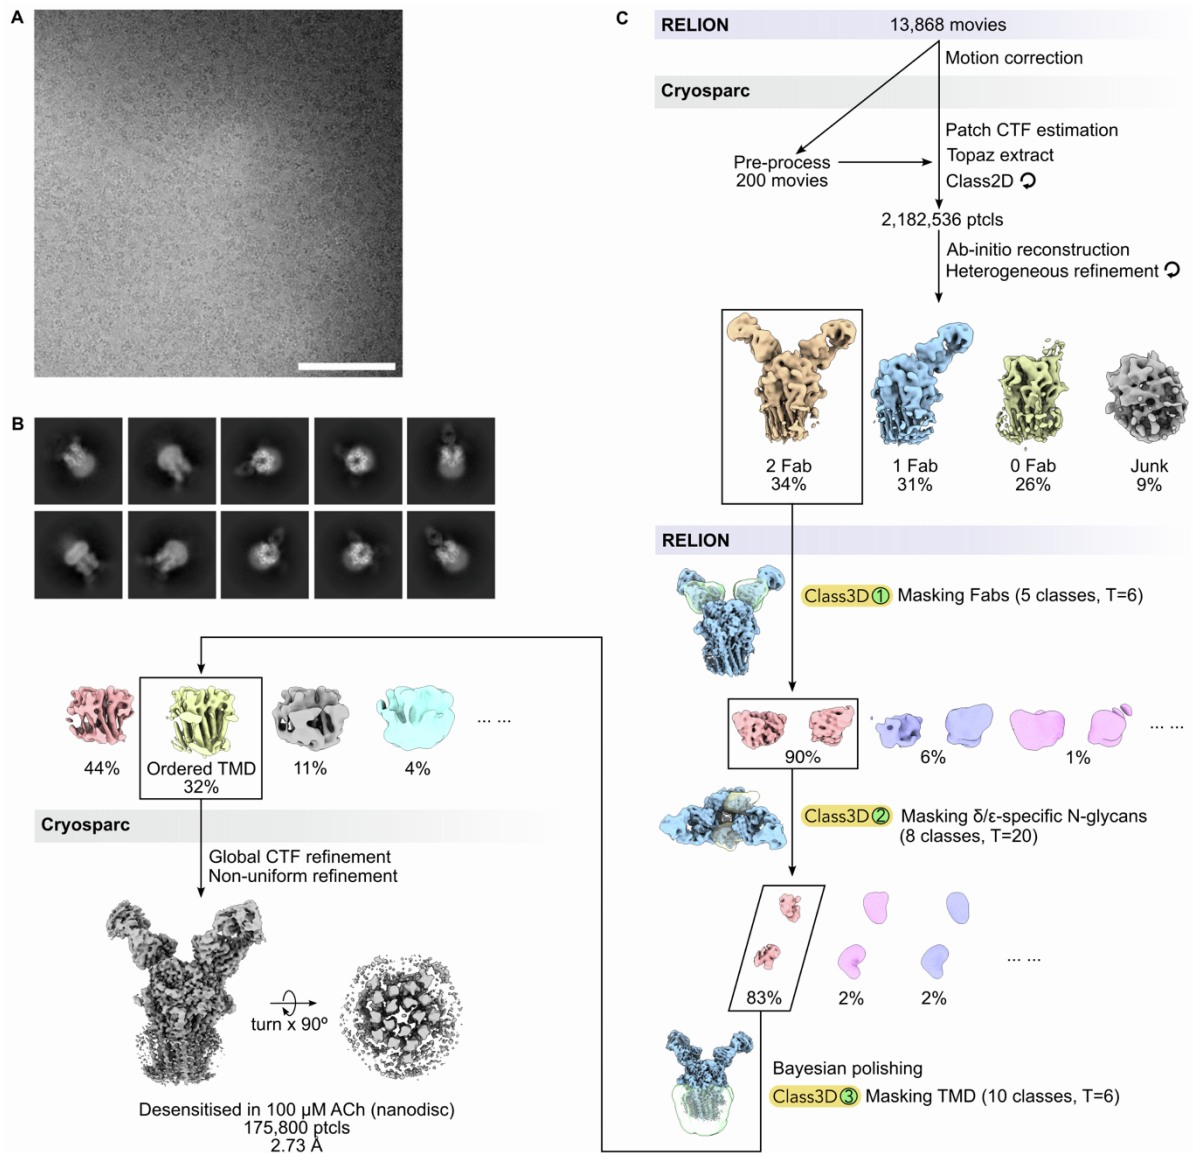 A
C
RELION
13,868 movies
Motion correction
Cryosparc
Patch CTF estimation
Pre-process
200 movies
Topaz extract
Class2D
2,182,536 ptcls
Ab-initio reconstruction
Heterogeneous refinement
2 Fab
34%
1 Fab
31%
0 Fab
26%
Junk
9%
B
RELION
Class3D 1 Masking Fabs (5 classes, T=6)
90%
6%
1%
... ...
Class3D 2 Masking δ/ε-specific N-glycans
(8 classes, T=20)
83%
2%
2%
... ...
Bayesian polishing
Class3D 3 Masking TMD (10 classes, T=6)
44%
Ordered TMD
32%
11%
4%
... ...
Cryosparc
Global CTF refinement
Non-uniform refinement
turn x 90º
Desensitised in 100 µM ACh (nanodisc)
175,800 ptcls
2.73 Å